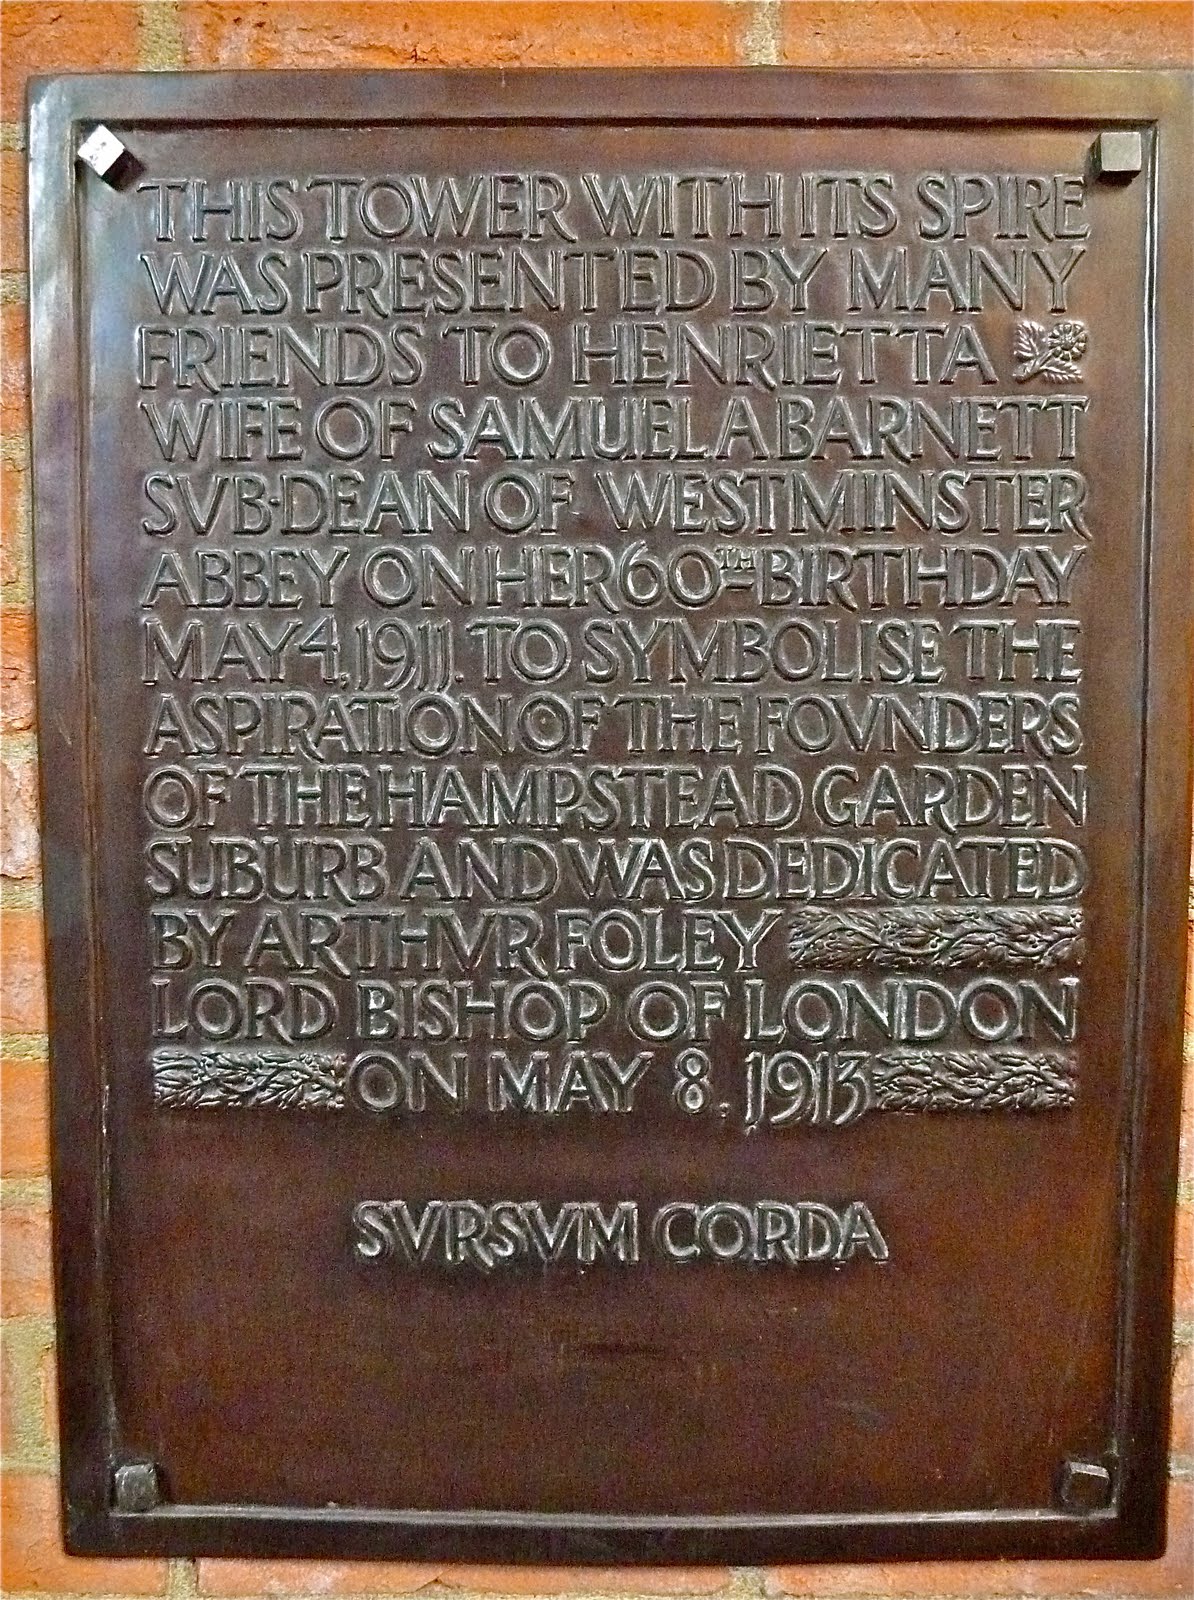 THIS TOWER WITH ITS SPIRE
WAS PRESENTED BY MANY
FRIENDS TO HENRIETTA
WIFE OF SAMUEL A BARNETT
SVB-DEAN OF WESTMINSTER
ABBEY ON HER 60TH BIRTHDAY
MAY 4, 1911. TO SYMBOLISE THE
ASPIRATION OF THE FOVNDERS
OF THE HAMPSTEAD GARDEN
SUBURB AND WAS DEDICATED
BY ARTHVR FOLEY
LORD BISHOP OF LONDON
ON MAY 8. 1913
SVRSVM CORDA